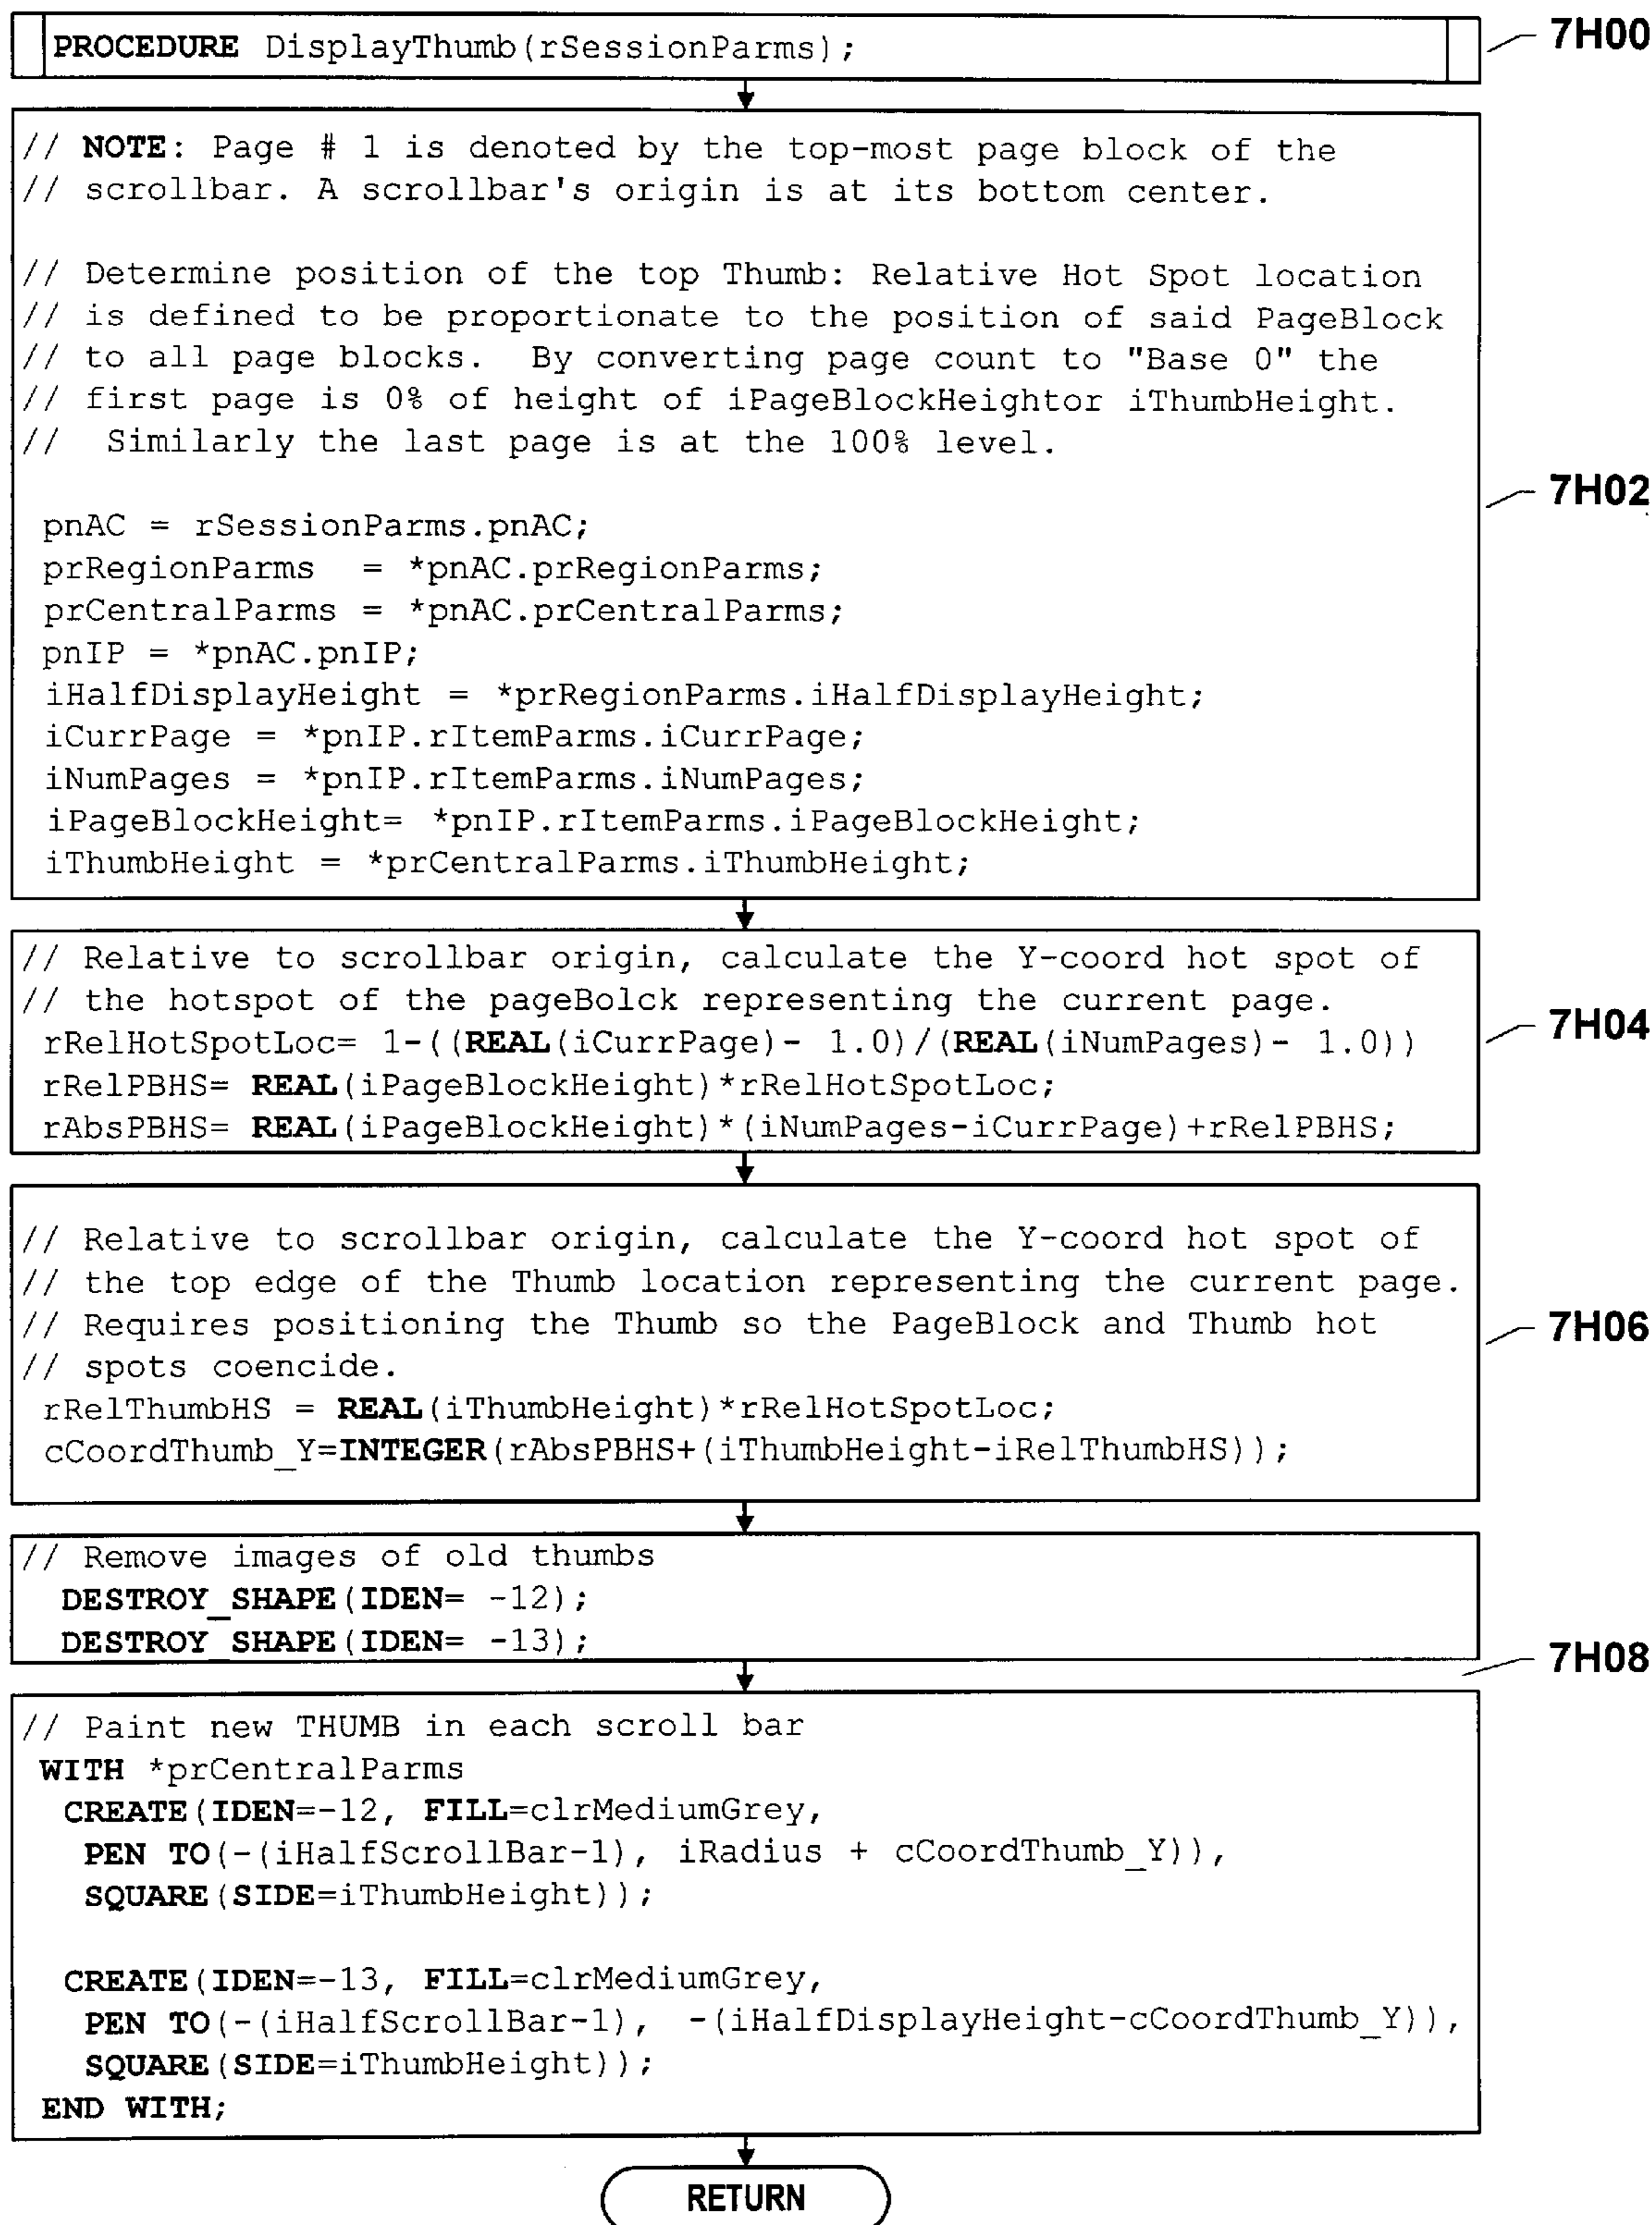 PROCEDURE DisplayThumb(rSessionParms);
7H00
// NOTE: Page # 1 is denoted by the top-most page block of the
// scrollbar. A scrollbar's origin is at its bottom center.
// Determine position of the top Thumb: Relative Hot Spot location
// is defined to be proportionate to the position of said PageBlock
// to all page blocks.  By converting page count to "Base 0" the
// first page is 0% of height of iPageBlockHeightor iThumbHeight.
//  Similarly the last page is at the 100% level.
7H02
pnAC = rSessionParms.pnAC;
prRegionParms  = *pnAC.prRegionParms;
prCentralParms = *pnAC.prCentralParms;
pnIP = *pnAC.pnIP;
iHalfDisplayHeight = *prRegionParms.iHalfDisplayHeight;
iCurrPage = *pnIP.rItemParms.iCurrPage;
iNumPages = *pnIP.rItemParms.iNumPages;
iPageBlockHeight= *pnIP.rItemParms.iPageBlockHeight;
iThumbHeight = *prCentralParms.iThumbHeight;
// Relative to scrollbar origin, calculate the Y-coord hot spot of
// the hotspot of the pageBolck representing the current page.
7H04
rRelHotSpotLoc= 1-((REAL(iCurrPage)- 1.0)/(REAL(iNumPages)- 1.0))
rRelPBHS= REAL(iPageBlockHeight)*rRelHotSpotLoc;
rAbsPBHS= REAL(iPageBlockHeight)*(iNumPages-iCurrPage)+rRelPBHS;
// Relative to scrollbar origin, calculate the Y-coord hot spot of
// the top edge of the Thumb location representing the current page.
// Requires positioning the Thumb so the PageBlock and Thumb hot
7H06
// spots coencide.
rRelThumbHS = REAL(iThumbHeight)*rRelHotSpotLoc;
cCoordThumb_Y=INTEGER(rAbsPBHS+(iThumbHeight-iRelThumbHS));
// Remove images of old thumbs
DESTROY_SHAPE(IDEN= -12);
DESTROY_SHAPE(IDEN= -13);
7H08
// Paint new THUMB in each scroll bar
WITH *prCentralParms
CREATE(IDEN=-12, FILL=clrMediumGrey,
PEN TO(-(iHalfScrollBar-1), iRadius + cCoordThumb_Y)),
SQUARE(SIDE=iThumbHeight));
CREATE(IDEN=-13, FILL=clrMediumGrey,
PEN TO(-(iHalfScrollBar-1), -(iHalfDisplayHeight-cCoordThumb_Y)),
SQUARE(SIDE=iThumbHeight));
END WITH;
RETURN